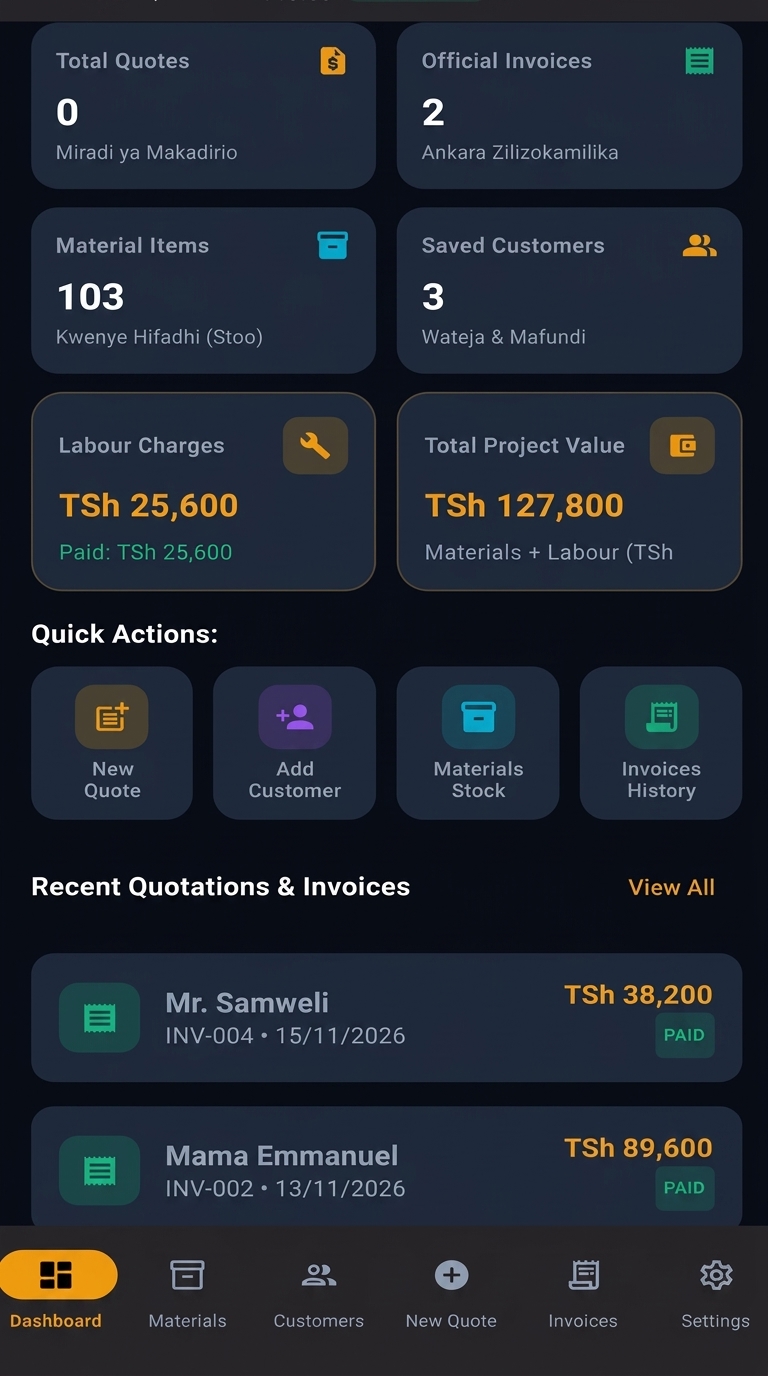 Total Quotes
0
Miradi ya Makadirio
Official Invoices
2
Ankara Zilizokamilika
Material Items
103
Kwenye Hifadhi (Stoo)
Saved Customers
3
Wateja & Mafundi
Labour Charges
TSh 25,600
Paid: TSh 25,600
Total Project Value
TSh 127,800
Materials + Labour (TSh
Quick Actions:
New
Quote
Add
Customer
Materials
Stock
Invoices
History
Recent Quotations & Invoices
View All
Mr. Samweli
INV-004 • 15/11/2026
TSh 38,200
PAID
Mama Emmanuel
INV-002 • 13/11/2026
TSh 89,600
PAID
Dashboard
Materials
Customers
New Quote
Invoices
Settings